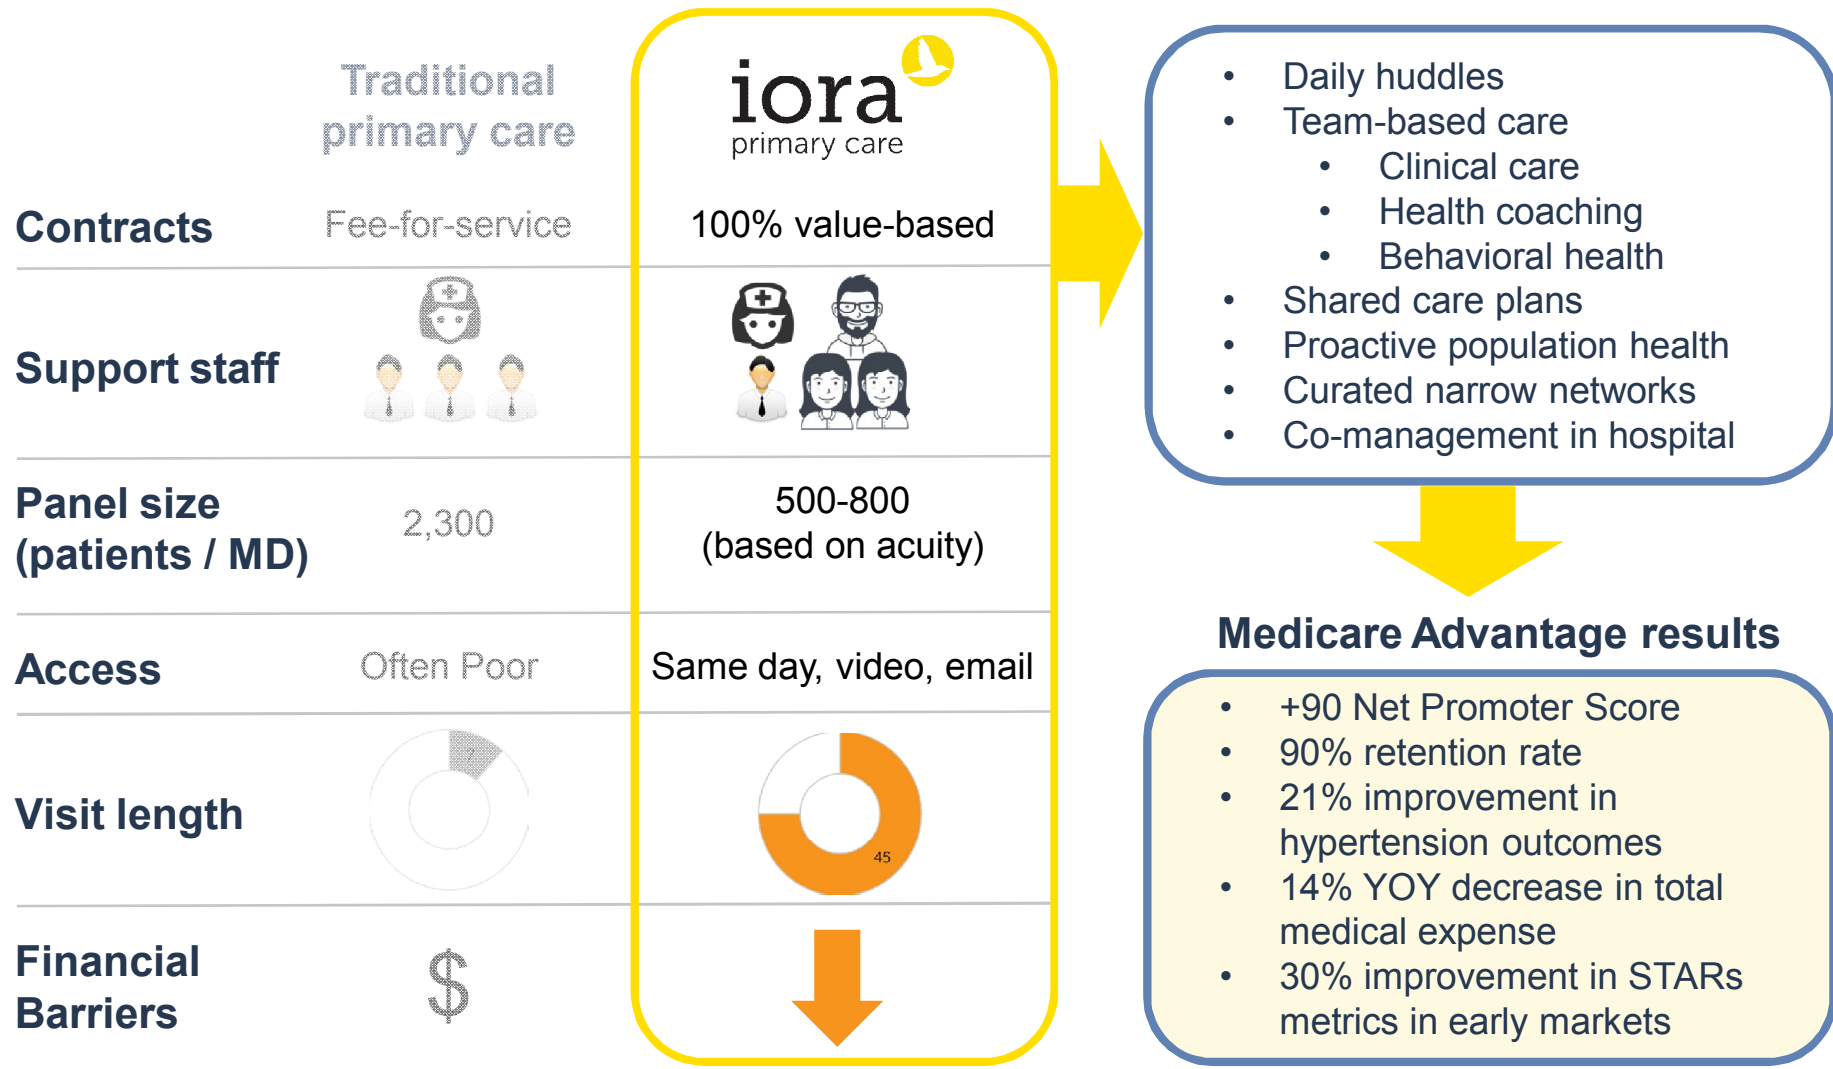 Traditional
primary care
iora
primary care
Contracts
Fee-for-service
100% value-based
Support staff
Panel size
(patients / MD)
2,300
500-800
(based on acuity)
Access
Often Poor
Same day, video, email
Visit length
7
45
Financial
Barriers
$
• Daily huddles
• Team-based care
• Clinical care
• Health coaching
• Behavioral health
• Shared care plans
• Proactive population health
• Curated narrow networks
• Co-management in hospital
Medicare Advantage results
• +90 Net Promoter Score
• 90% retention rate
• 21% improvement in
hypertension outcomes
• 14% YOY decrease in total
medical expense
• 30% improvement in STARs
metrics in early markets